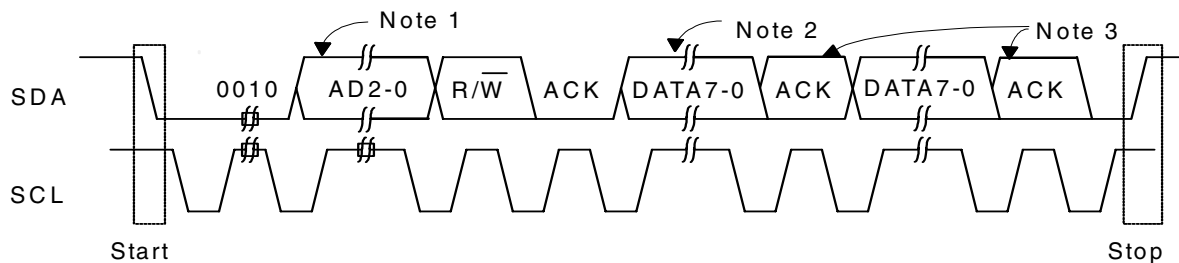 Note 1
Note 2
Note 3
SDA
0010
AD2-0
R/W
ACK
DATA7-0
ACK
DATA7-0
ACK
SCL
Start
Stop